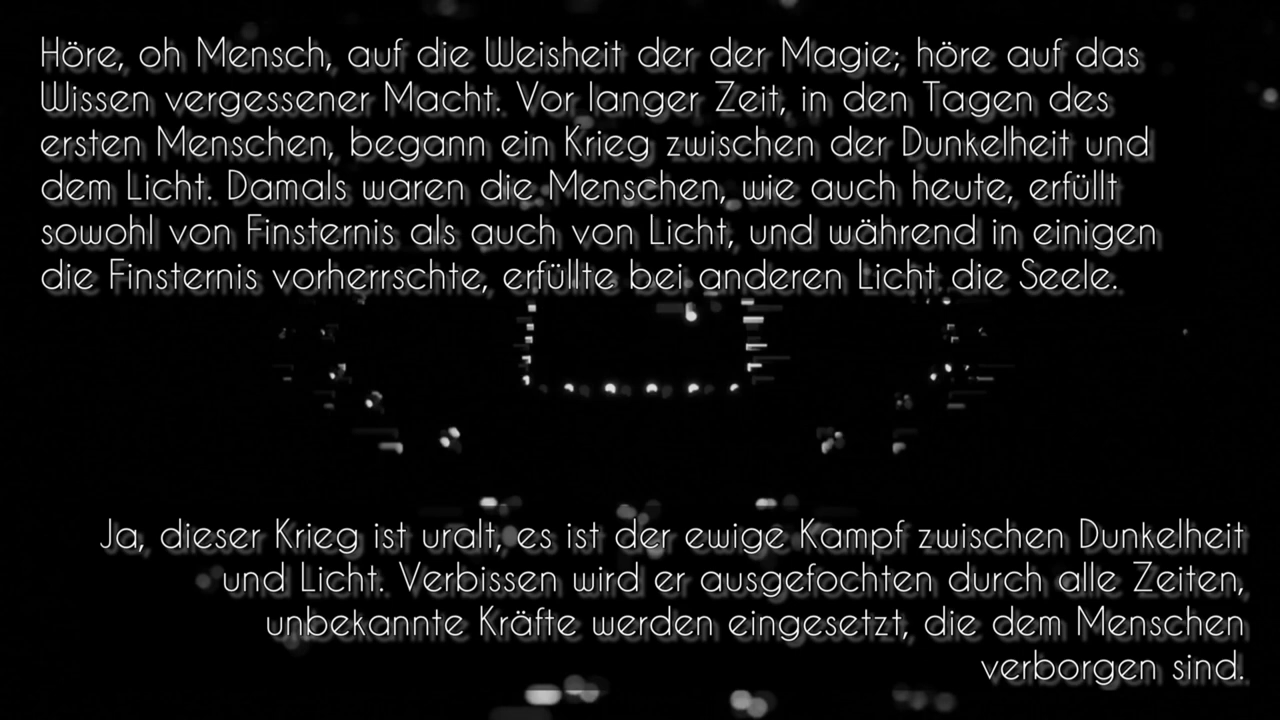 Höre, oh Mensch, auf die Weisheit der der Magie; höre auf das
Wissen vergessener Macht. Vor langer Zeit, in den Tagen des
ersten Menschen, begann ein Krieg zwischen der Dunkelheit und
dem Licht. Damals waren die Menschen, wie auch heute, erfüllt
sowohl von Finsternis als auch von Licht, und während in einigen
die Finsternis vorherrschte, erfüllte bei anderen Licht die Seele.
Ja, dieser Krieg ist uralt, es ist der ewige Kampf zwischen Dunkelheit
und Licht. Verbissen wird er ausgefochten durch alle Zeiten,
unbekannte Kräfte werden eingesetzt, die dem Menschen
verborgen sind.